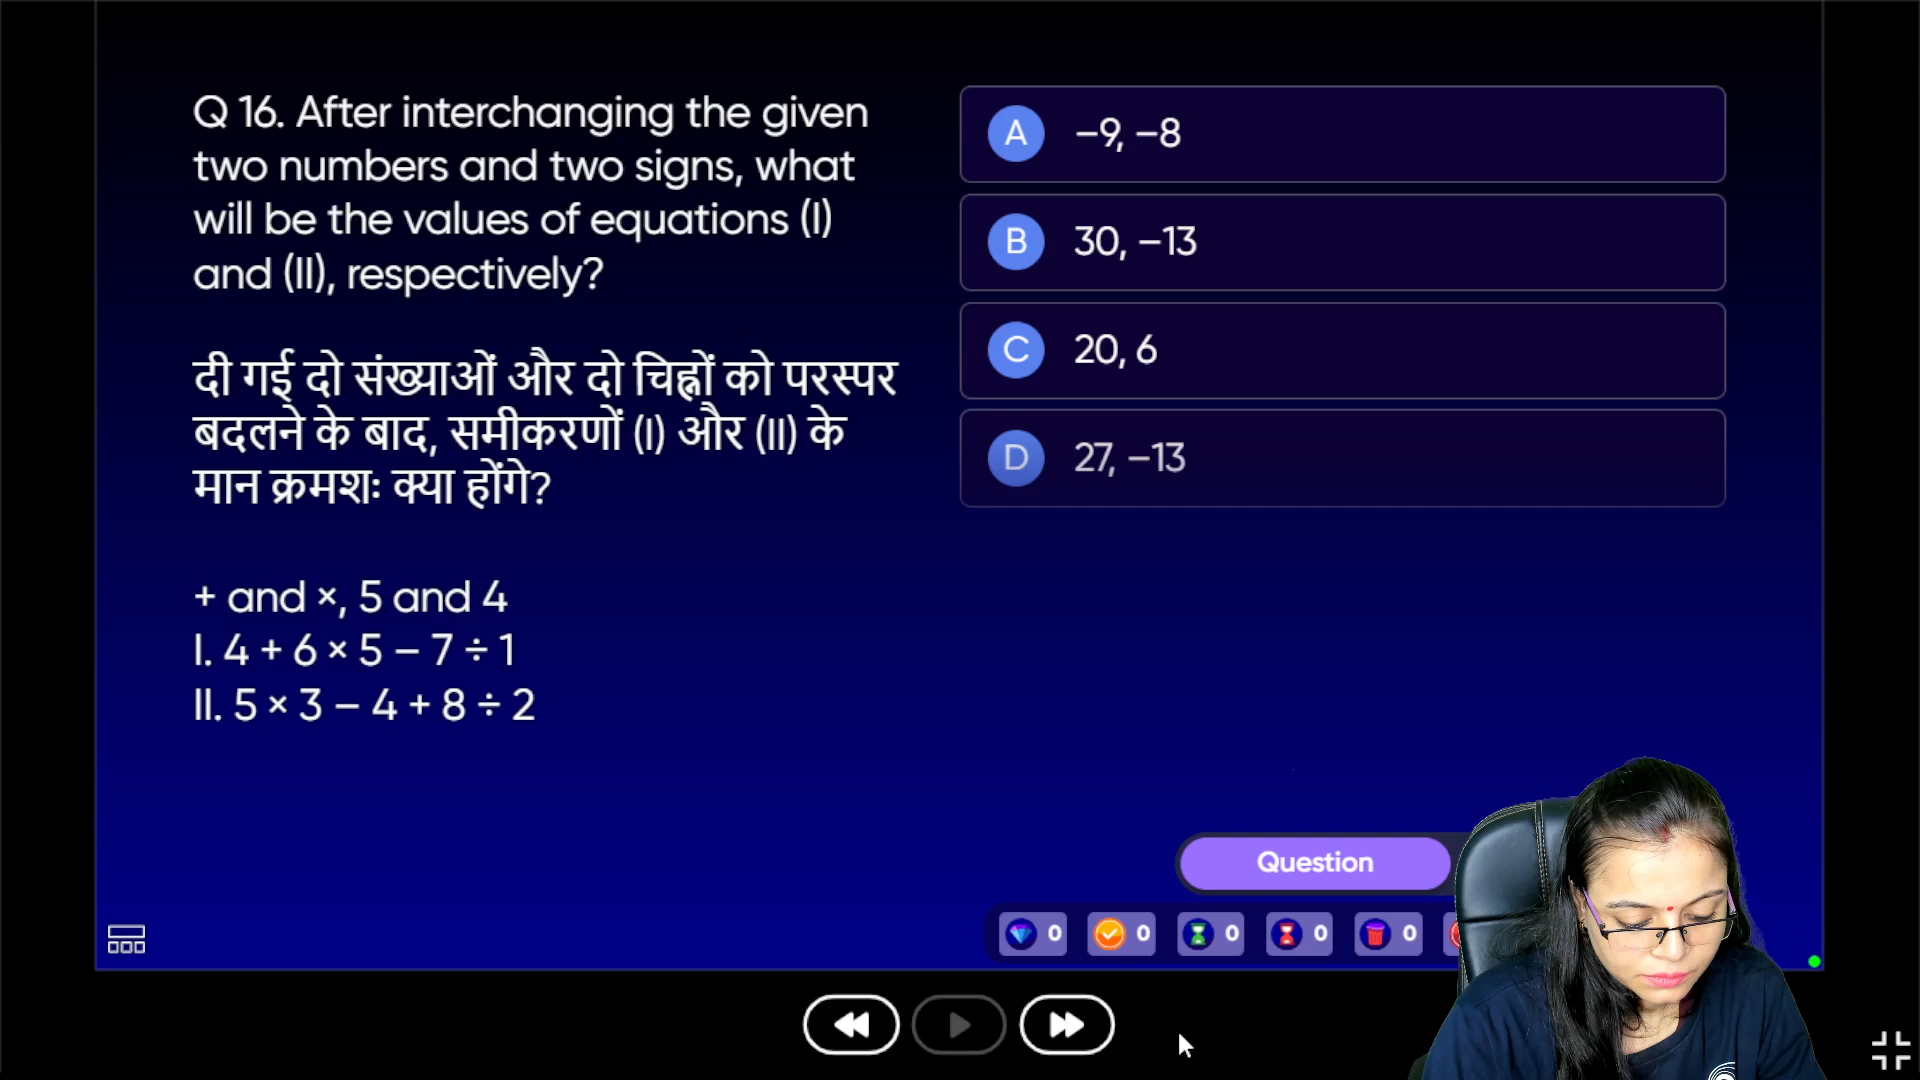 Q 16. After interchanging the given
two numbers and two signs, what
will be the values of equations (I)
and (II), respectively?
दी गई दो संख्याओं और दो चिह्नों को परस्पर
बदलने के बाद, समीकरणों (I) और (II) के
मान क्रमशः क्या होंगे?
+ and ×, 5 and 4
I. 4 + 6 × 5 – 7 ÷ 1
II. 5 × 3 – 4 + 8 ÷ 2
A –9, –8
B 30, –13
C 20, 6
D 27, –13
Question
0 0 0 0 0